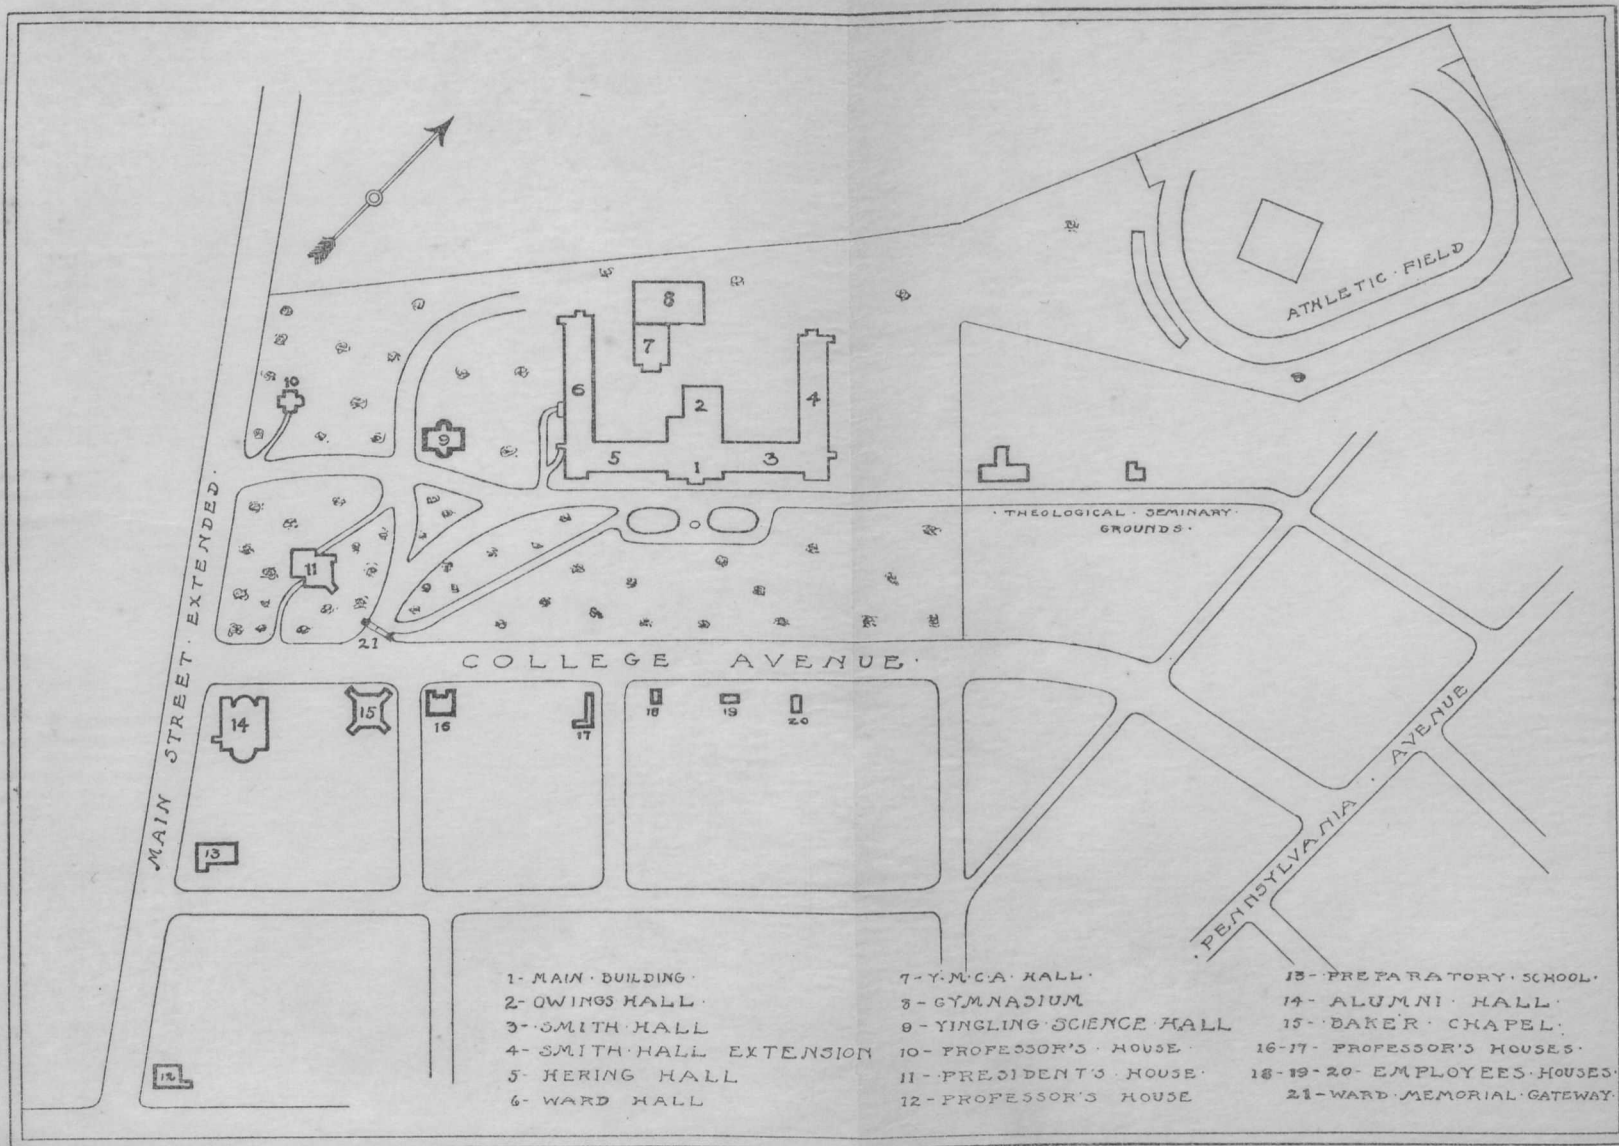 ATHLETIC · FIELD
8
7
6
2
4
5
1
3
10
9
· THEOLOGICAL · SEMINARY ·
GROUNDS ·
11
21
MAIN STREET · EXTENDED ·
COLLEGE AVENUE ·
14
15
16
17
18
19
20
13
12
· PENNSYLVANIA · AVENUE
1- MAIN · BUILDING ·
2- OWINGS HALL ·
3- SMITH · HALL
4- SMITH · HALL EXTENSION
5- HERING HALL
6- WARD HALL
7- Y.M.C.A. HALL ·
8- GYMNASIUM
9- YINGLING · SCIENCE · HALL
10- PROFESSOR'S · HOUSE
11- PRESIDENT'S · HOUSE ·
12- PROFESSOR'S HOUSE
13- PREPARATORY · SCHOOL ·
14- ALUMNI · HALL ·
15- BAKER · CHAPEL ·
16-17- PROFESSOR'S HOUSES ·
18-19-20- EMPLOYEES · HOUSES ·
21- WARD · MEMORIAL · GATEWAY ·